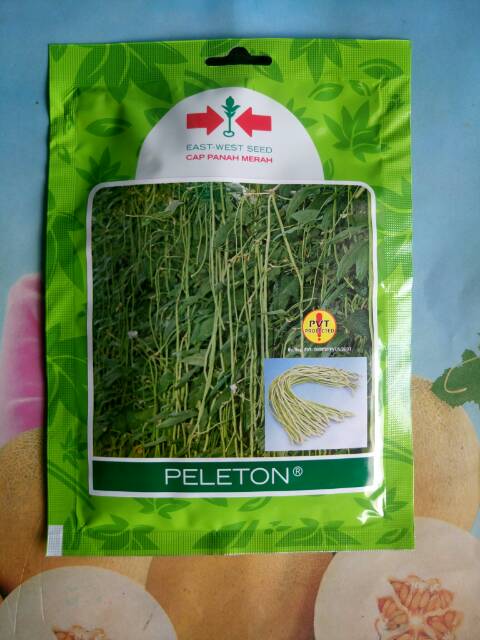 EAST-WEST SEED
CAP PANAH MERAH
PVT
PROTECTED
PELETON®